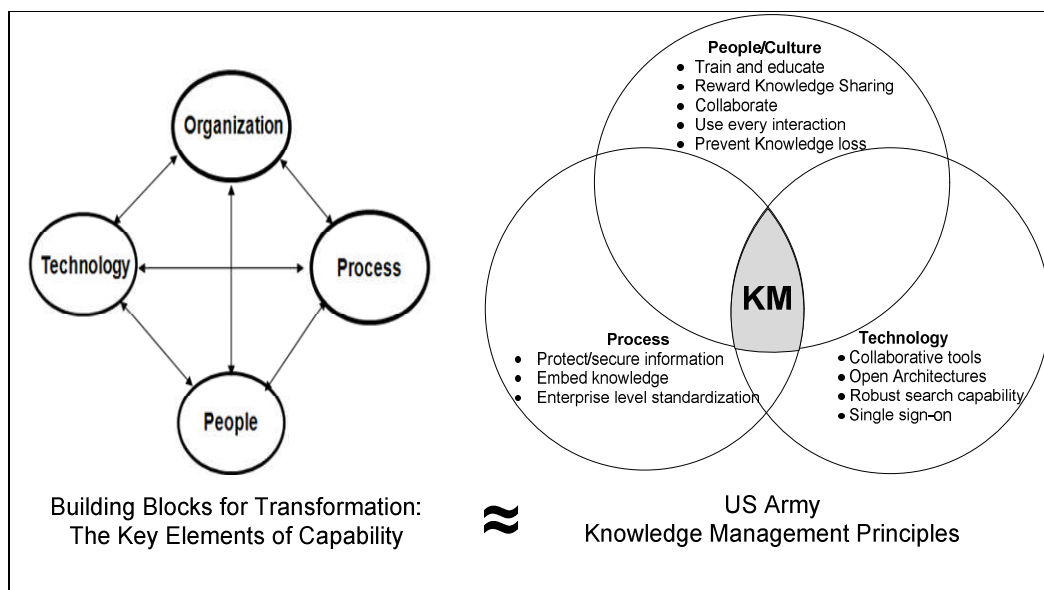 Organization
Technology
Process
People
Building Blocks for Transformation:
The Key Elements of Capability
≈
People/Culture
● Train and educate
● Reward Knowledge Sharing
● Collaborate
● Use every interaction
● Prevent Knowledge loss
KM
Process
● Protect/secure information
● Embed knowledge
● Enterprise level standardization
Technology
● Collaborative tools
● Open Architectures
● Robust search capability
● Single sign-on
US Army
Knowledge Management Principles